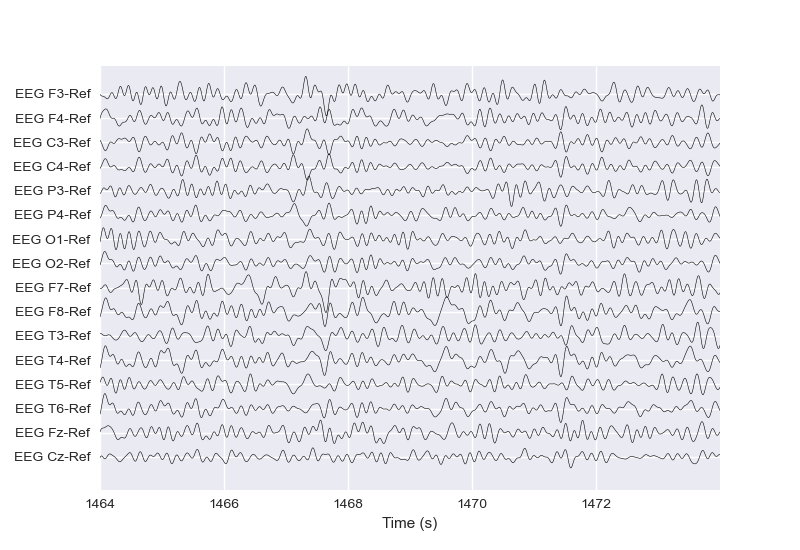 EEG F3-Ref
EEG F4-Ref
EEG C3-Ref
EEG C4-Ref
EEG P3-Ref
EEG P4-Ref
EEG O1-Ref
EEG O2-Ref
EEG F7-Ref
EEG F8-Ref
EEG T3-Ref
EEG T4-Ref
EEG T5-Ref
EEG T6-Ref
EEG Fz-Ref
EEG Cz-Ref
1464 1466 1468 1470 1472
Time (s)